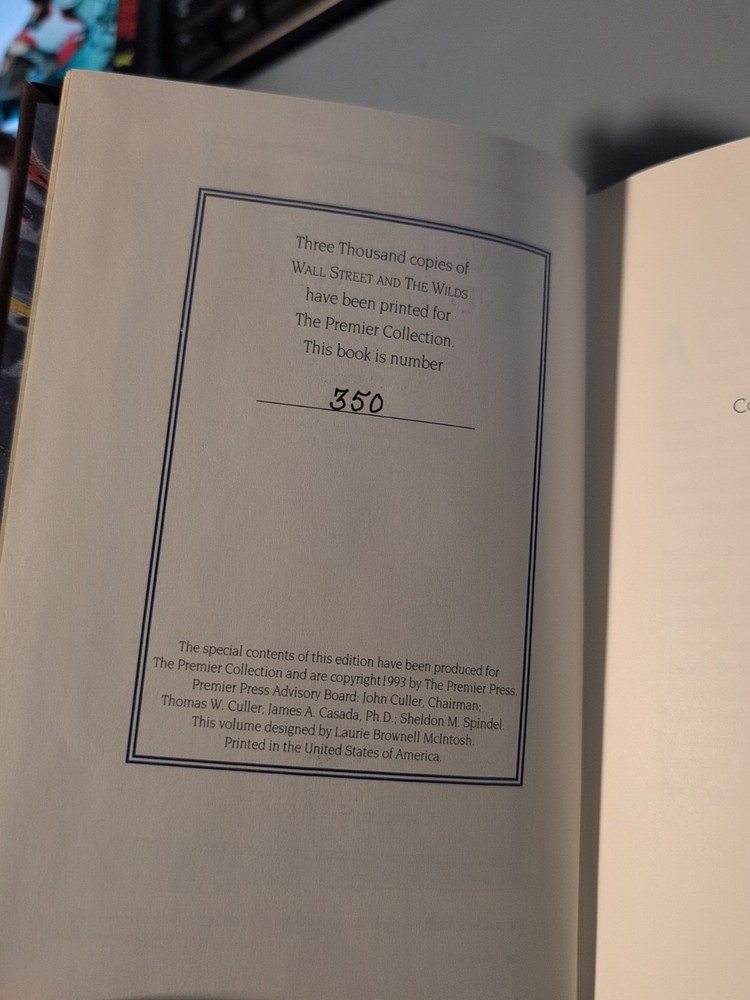 Three Thousand copies of
WALL STREET AND THE WILDS
have been printed for
The Premier Collection.
This book is number
350
The special contents of this edition have been produced for
The Premier Collection and are copyright 1993 by The Premier Press.
Premier Press Advisory Board: John Culler, Chairman;
Thomas W. Culler; James A. Casada, Ph.D.; Sheldon M. Spindel.
This volume designed by Laurie Brownell McIntosh.
Printed in the United States of America.